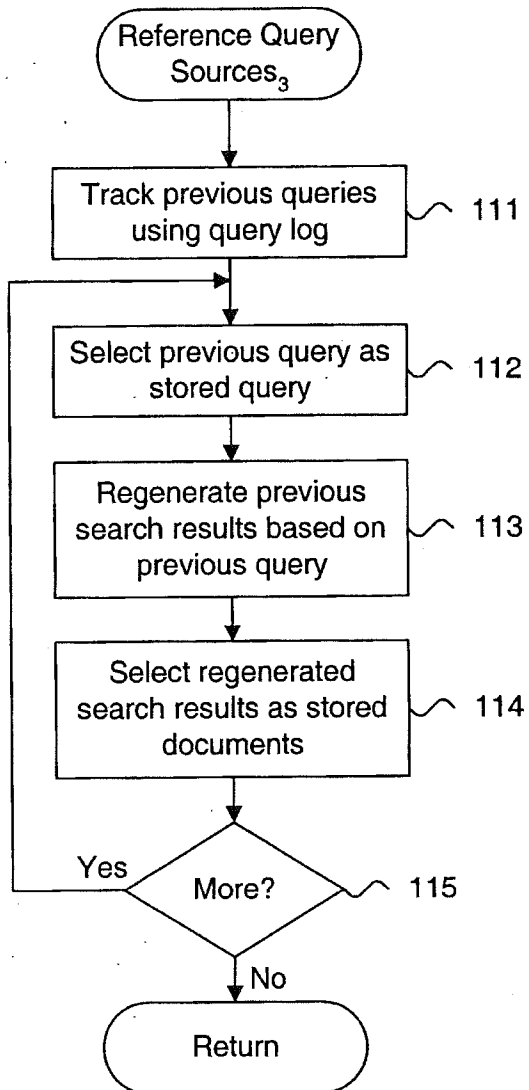 Reference Query
Sources₃
Track previous queries
using query log
111
Select previous query as
stored query
112
Regenerate previous
search results based on
previous query
113
Select regenerated
search results as stored
documents
114
Yes
More?
115
No
Return